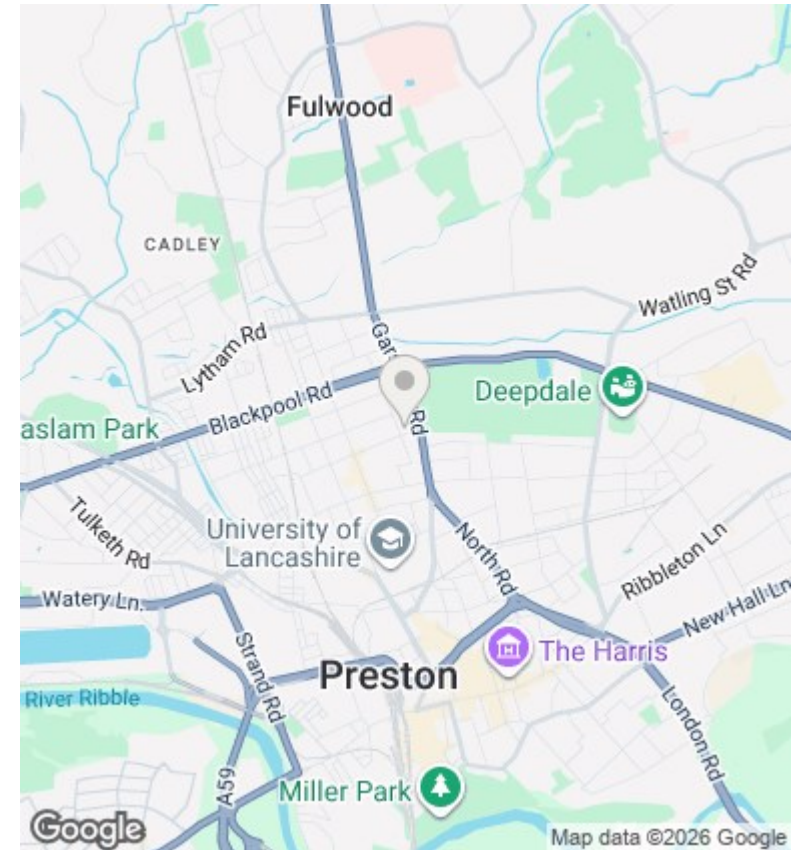 Fulwood
CADLEY
Watling St Rd
Lytham Rd
Gar
Rd
Blackpool Rd
Deepdale
aslam Park
Tulketh Rd
University of
Lancashire
North Rd
Ribbleton Ln
Watery Ln.
New Hall Ln
Strand Rd
The Harris
Preston
River Ribble
London Rd
A59
Miller Park
Google
Map data ©2026 Google